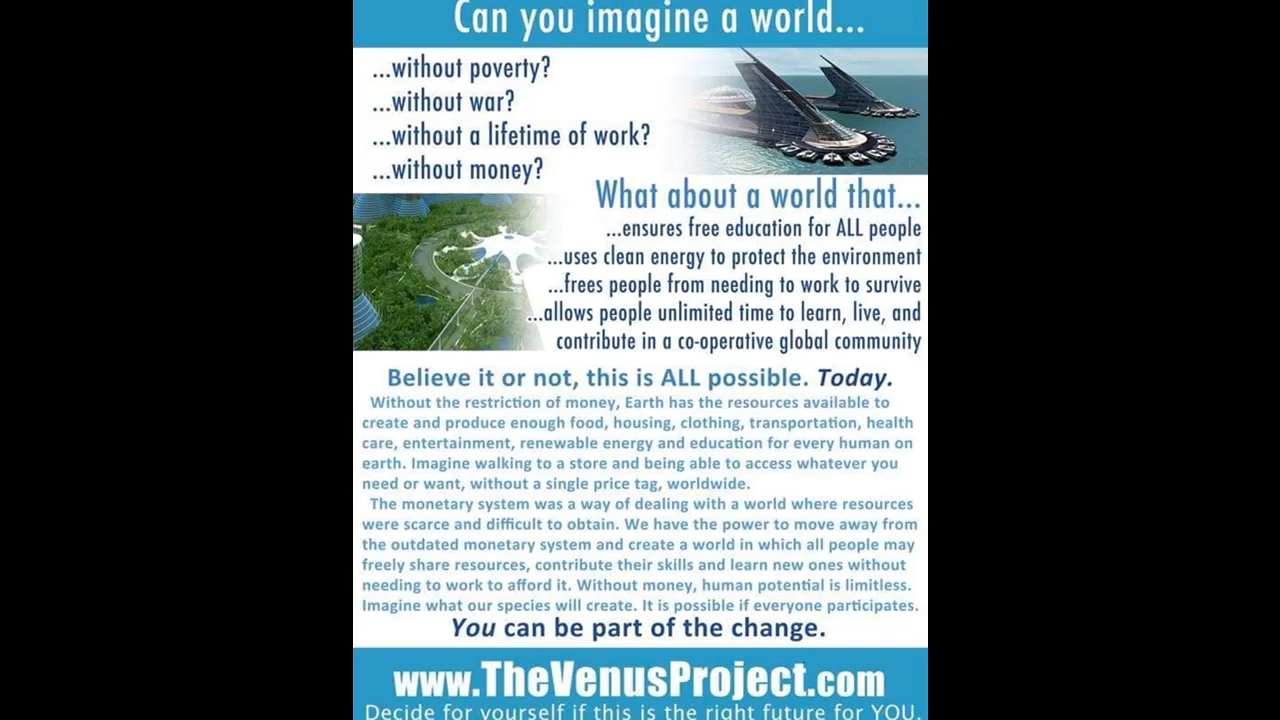 Can you imagine a world...
...without poverty?
...without war?
...without a lifetime of work?
...without money?
What about a world that...
...ensures free education for ALL people
...uses clean energy to protect the environment
...frees people from needing to work to survive
...allows people unlimited time to learn, live, and
contribute in a co-operative global community
Believe it or not, this is ALL possible. Today.
Without the restriction of money, Earth has the resources available to
create and produce enough food, housing, clothing, transportation, health
care, entertainment, renewable energy and education for every human on
earth. Imagine walking to a store and being able to access whatever you
need or want, without a single price tag, worldwide.
The monetary system was a way of dealing with a world where resources
were scarce and difficult to obtain. We have the power to move away from
the outdated monetary system and create a world in which all people may
freely share resources, contribute their skills and learn new ones without
needing to work to afford it. Without money, human potential is limitless.
Imagine what our species will create. It is possible if everyone participates.
You can be part of the change.
www.TheVenusProject.com
Decide for yourself if this is the right future for YOU.